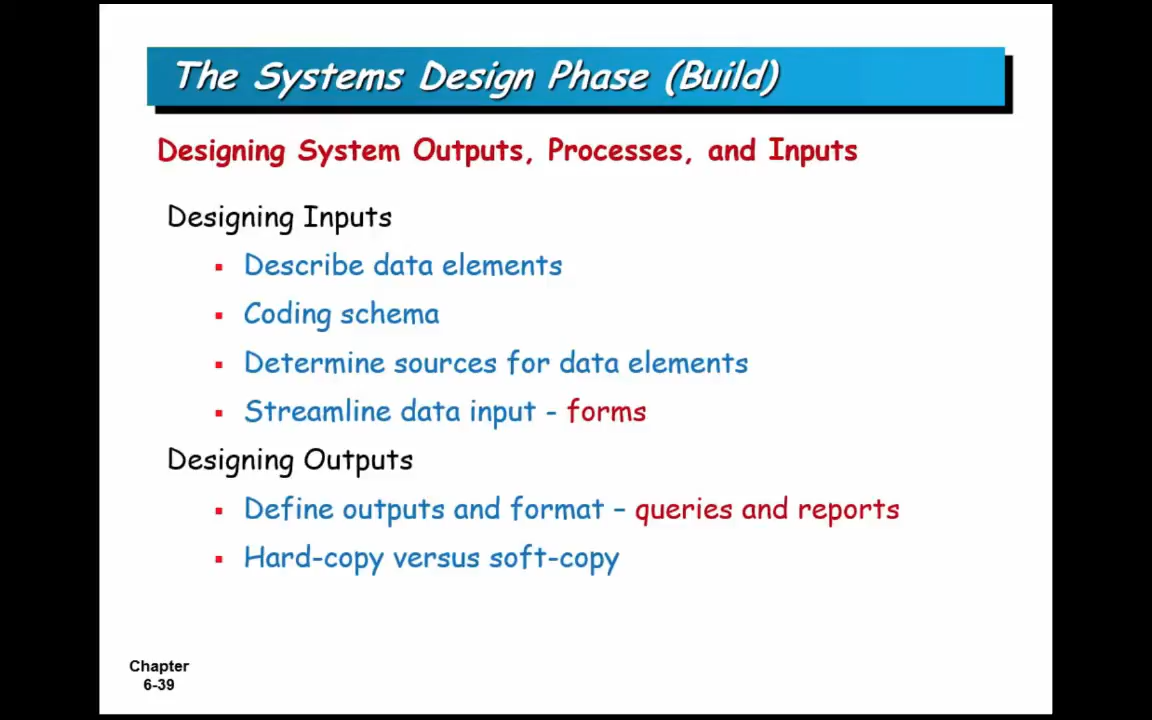 The Systems Design Phase (Build)
Designing System Outputs, Processes, and Inputs
Designing Inputs
▪ Describe data elements
▪ Coding schema
▪ Determine sources for data elements
▪ Streamline data input - forms
Designing Outputs
▪ Define outputs and format – queries and reports
▪ Hard-copy versus soft-copy
Chapter
6-39